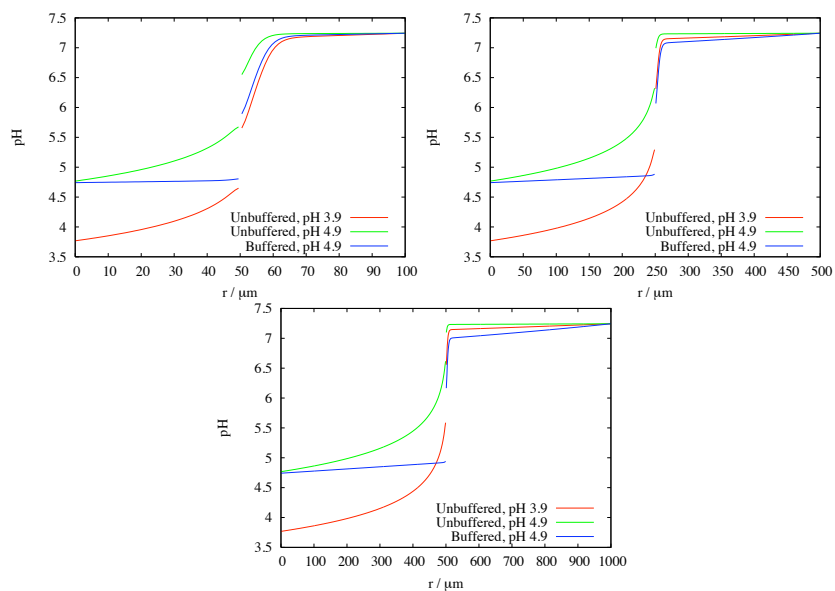 7.5
7
6.5
6
5.5
5
4.5
4
3.5
pH
Unbuffered, pH 3.9
Unbuffered, pH 4.9
Buffered, pH 4.9
0 10 20 30 40 50 60 70 80 90 100
r / μm
7.5
7
6.5
6
5.5
5
4.5
4
3.5
pH
Unbuffered, pH 3.9
Unbuffered, pH 4.9
Buffered, pH 4.9
0 50 100 150 200 250 300 350 400 450 500
r / μm
7.5
7
6.5
6
5.5
5
4.5
4
3.5
pH
Unbuffered, pH 3.9
Unbuffered, pH 4.9
Buffered, pH 4.9
0 100 200 300 400 500 600 700 800 900 1000
r / μm